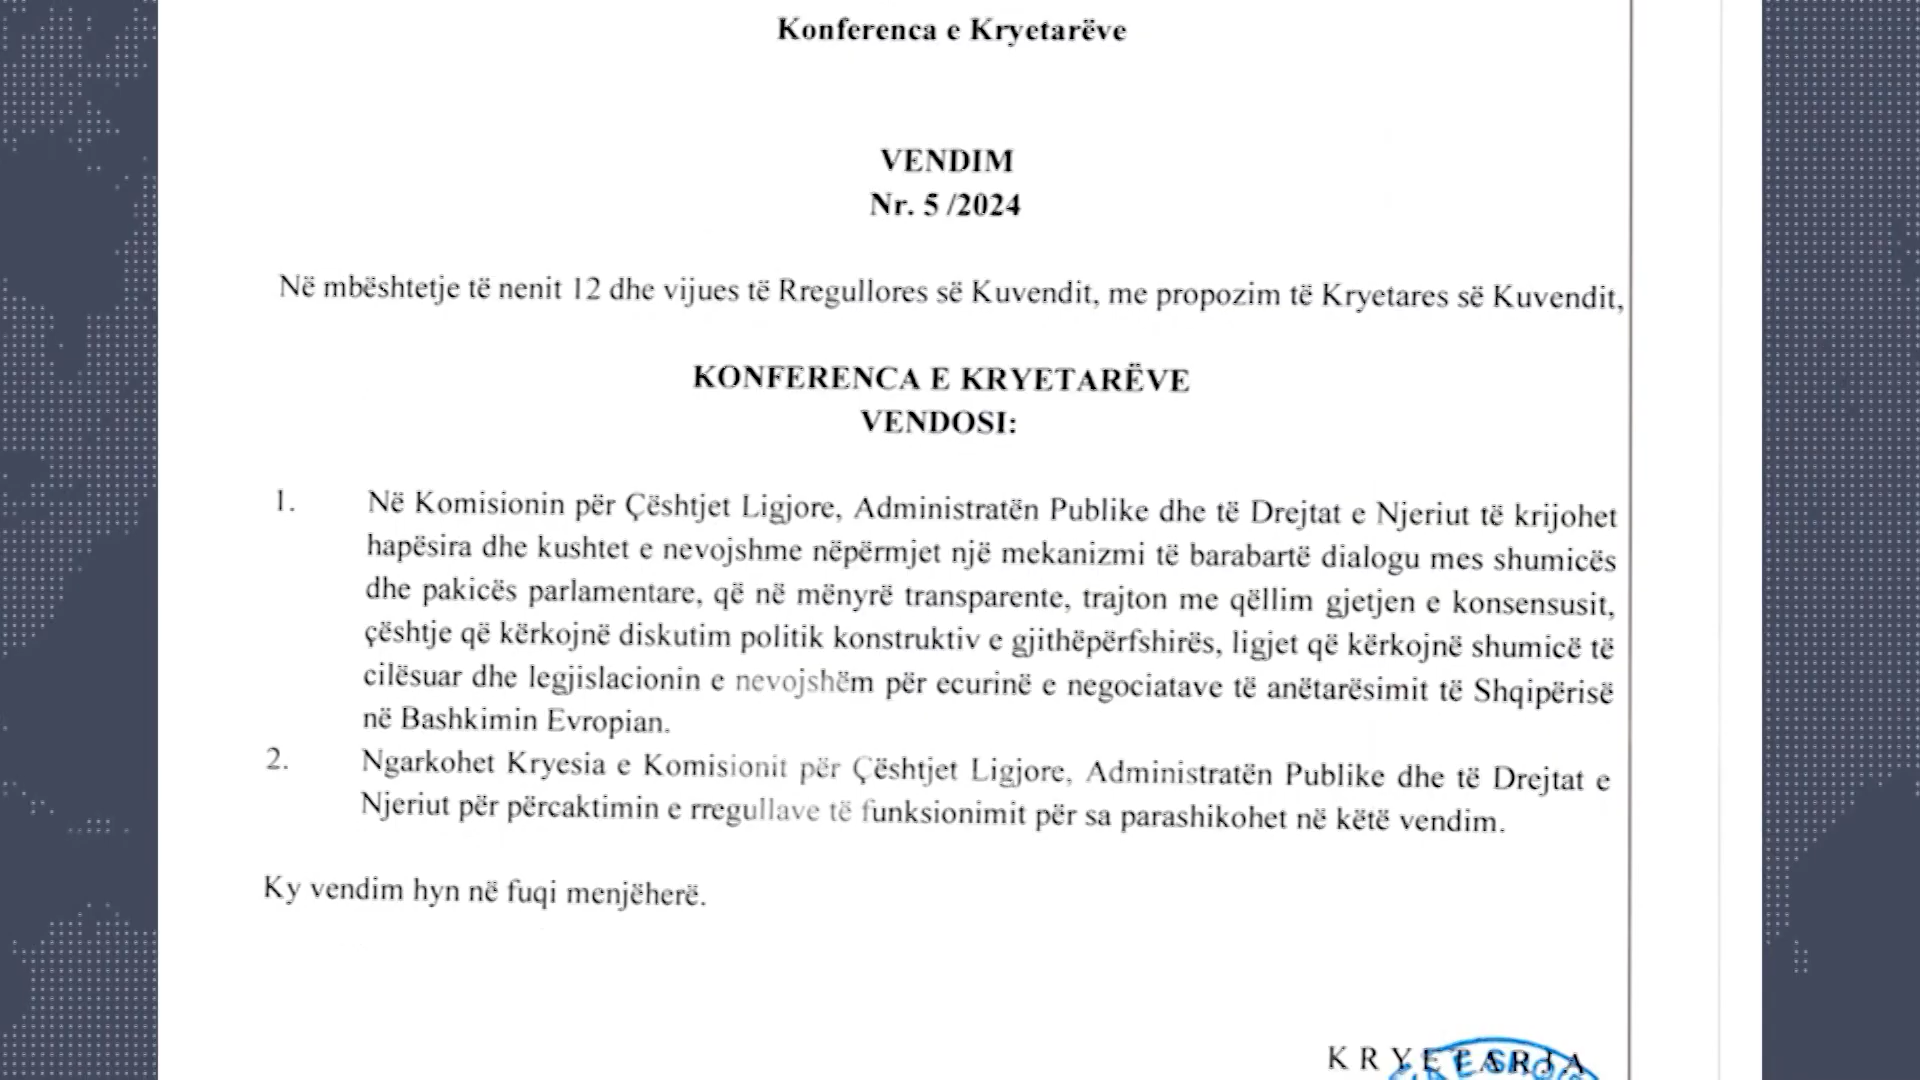 Konferenca e Kryetarëve
VENDIM
Nr. 5 /2024
Në mbështetje të nenit 12 dhe vijues të Rregullores së Kuvendit, me propozim të Kryetares së Kuvendit,
KONFERENCA E KRYETARËVE
VENDOSI:
1. Në Komisionin për Çështjet Ligjore, Administratën Publike dhe të Drejtat e Njeriut të krijohet
hapësira dhe kushtet e nevojshme nëpërmjet një mekanizmi të barabartë dialogu mes shumicës
dhe pakicës parlamentare, që në mënyrë transparente, trajton me qëllim gjetjen e konsensusit,
çështje që kërkojnë diskutim politik konstruktiv e gjithëpërfshirës, ligjet që kërkojnë shumicë të
cilësuar dhe legjislacionin e nevojshëm për ecurinë e negociatave të anëtarësimit të Shqipërisë
në Bashkimin Evropian.
2. Ngarkohet Kryesia e Komisionit për Çështjet Ligjore, Administratën Publike dhe të Drejtat e
Njeriut për përcaktimin e rregullave të funksionimit për sa parashikohet në këtë vendim.
Ky vendim hyn në fuqi menjëherë.
KRYETARJA